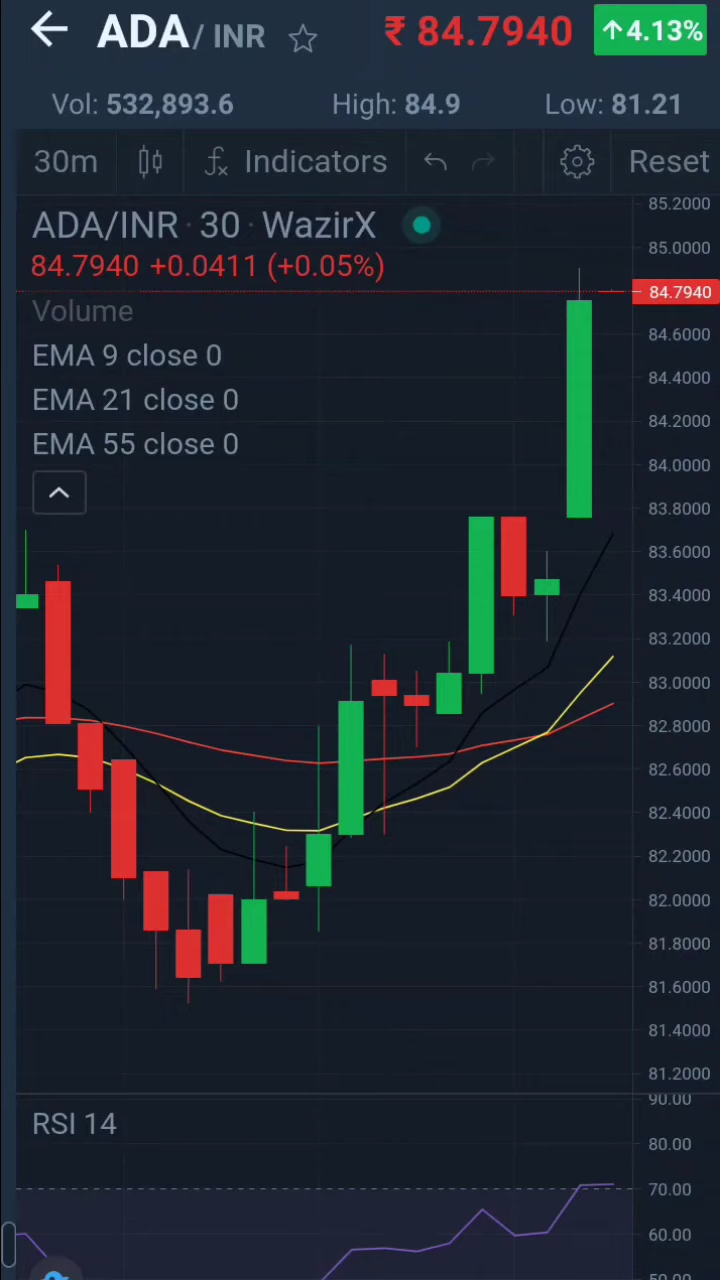 ADA/ INR ₹ 84.7940 ↑4.13%
Vol: 532,893.6 High: 84.9 Low: 81.21
30m fx Indicators Reset
ADA/INR · 30 · WazirX
84.7940 +0.0411 (+0.05%)
Volume
EMA 9 close 0
EMA 21 close 0
EMA 55 close 0
85.2000
85.0000
84.7940
84.6000
84.4000
84.2000
84.0000
83.8000
83.6000
83.4000
83.2000
83.0000
82.8000
82.6000
82.4000
82.2000
82.0000
81.8000
81.6000
81.4000
81.2000
90.00
RSI 14
80.00
70.00
60.00
50.00